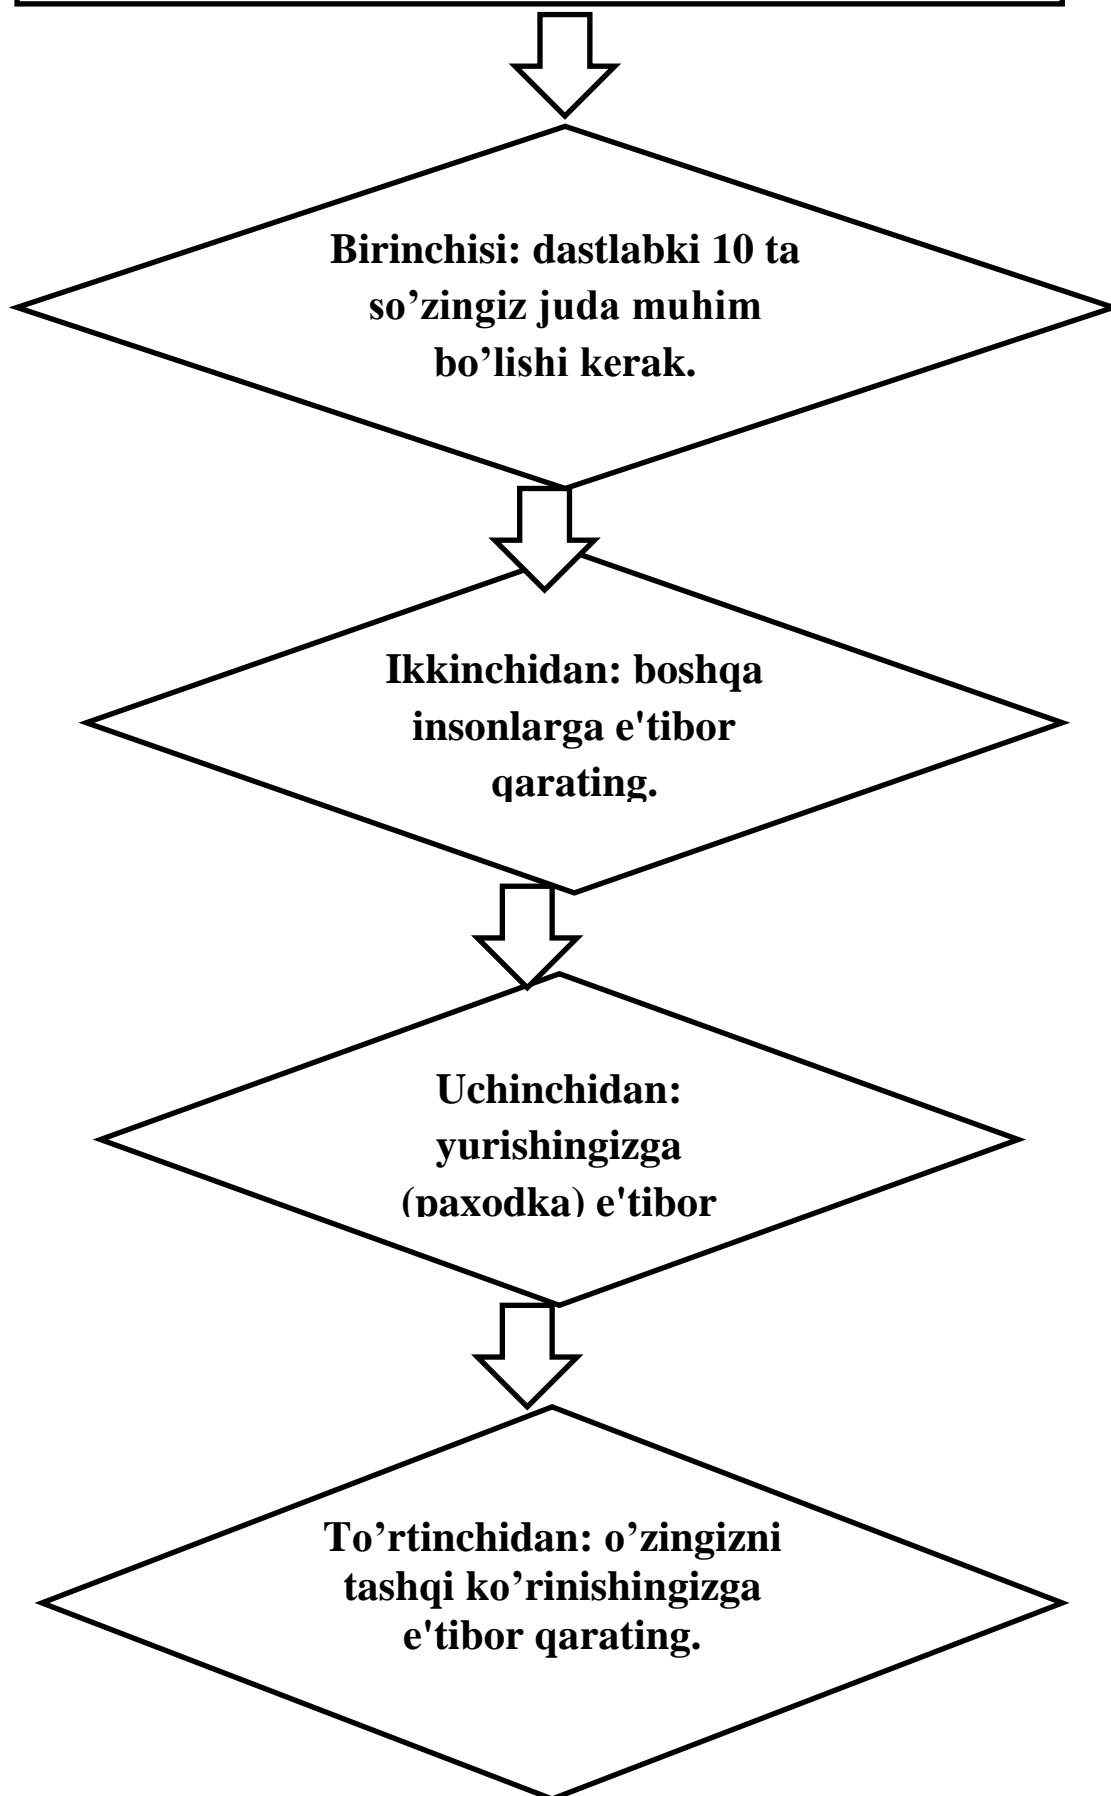 Birinchisi: dastlabki 10 ta
so’zingiz juda muhim
bo’lishi kerak.
Ikkinchidan: boshqa
insonlarga e'tibor
qarating.
Uchinchidan:
yurishingizga
(paxodka) e'tibor
To’rtinchidan: o’zingizni
tashqi ko’rinishingizga
e'tibor qarating.